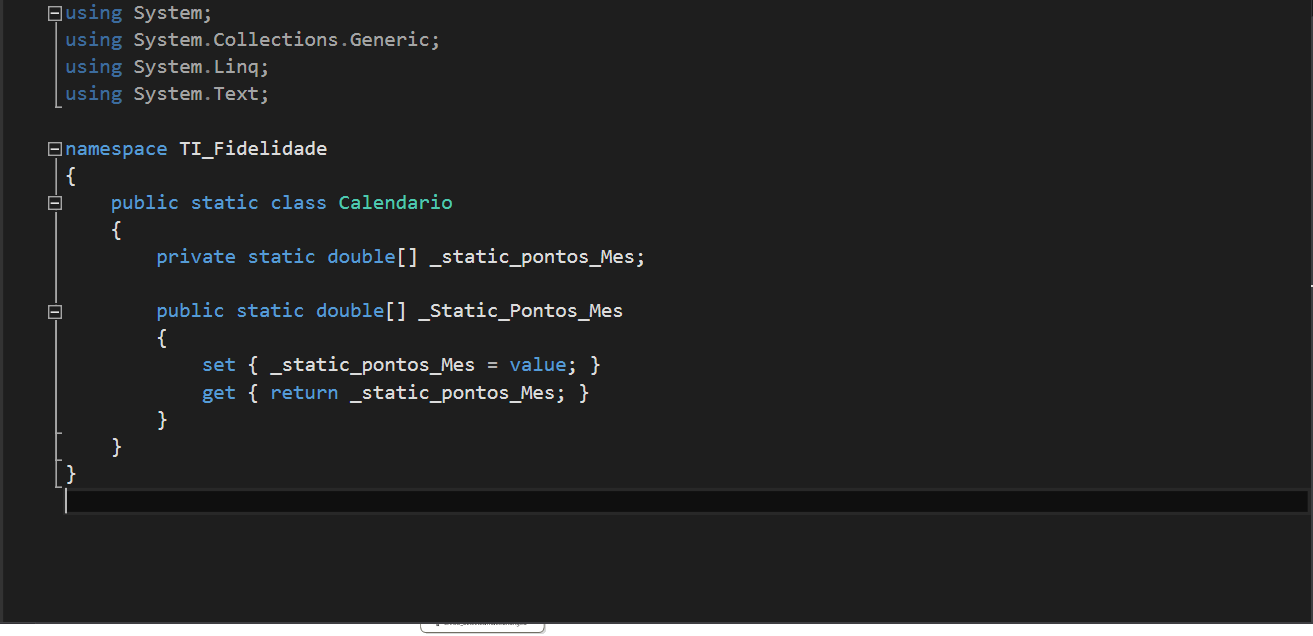 using System;
using System.Collections.Generic;
using System.Linq;
using System.Text;
namespace TI_Fidelidade
{
public static class Calendario
{
private static double[] _static_pontos_Mes;
public static double[] _Static_Pontos_Mes
{
set { _static_pontos_Mes = value; }
get { return _static_pontos_Mes; }
}
}
}